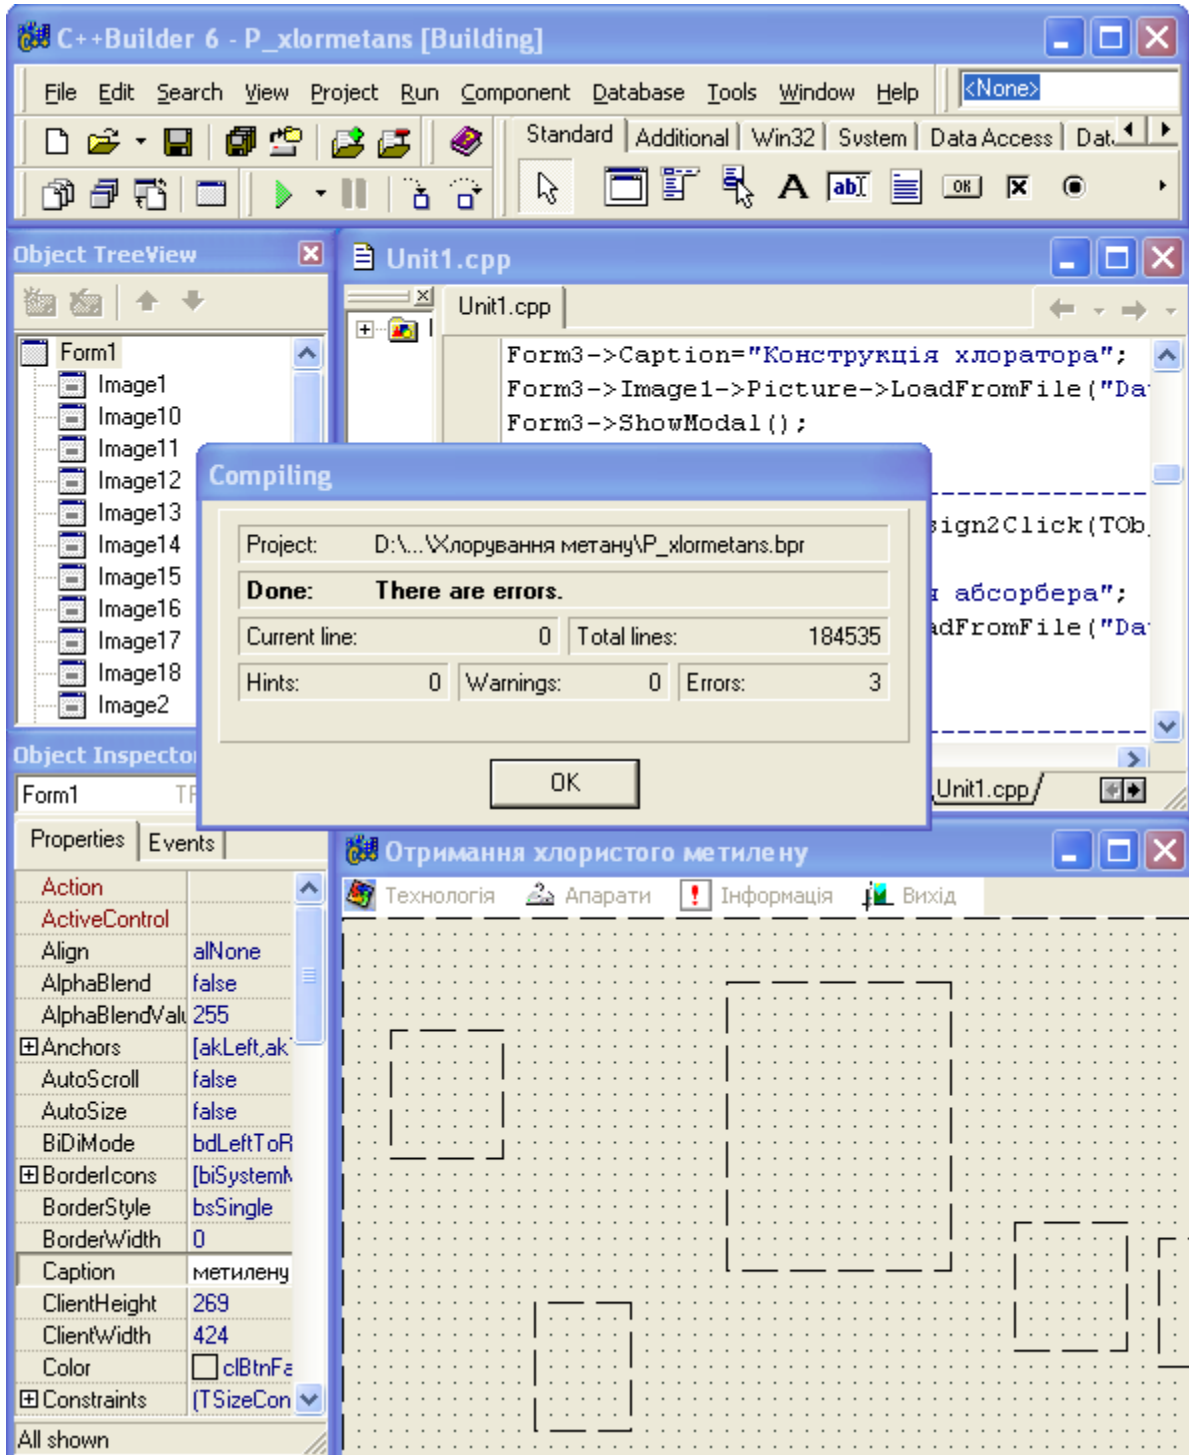 C++Builder 6 - P_xlormetans [Building]
File Edit Search View Project Run Component Database Tools Window Help
<None>
Standard Additional Win32 System Data Access Dat
A ab OK
Object TreeView
Unit1.cpp
Unit1.cpp
Form1
Image1
Image10
Image11
Image12
Image13
Image14
Image15
Image16
Image17
Image18
Image2
Form3->Caption="Конструкція хлоратора";
Form3->Image1->Picture->LoadFromFile("Da
Form3->ShowModal();
sign2Click(TOb
абсорбера";
adFromFile("Da
Unit1.cpp
Compiling
Project: D:\...\Хлорування метану\P_xlormetans.bpr
Done: There are errors.
Current line: 0 Total lines: 184535
Hints: 0 Warnings: 0 Errors: 3
OK
Object Inspecto
Form1
Properties Events
Action
ActiveControl
Align alNone
AlphaBlend false
AlphaBlendValu 255
Anchors [akLeft,ak
AutoScroll false
AutoSize false
BiDiMode bdLeftToR
BorderIcons [biSystemM
BorderStyle bsSingle
BorderWidth 0
Caption метилену
ClientHeight 269
ClientWidth 424
Color clBtnFa
Constraints (TSizeCon
All shown
Отримання хлористого метилену
Технологія Апарати Інформація Вихід